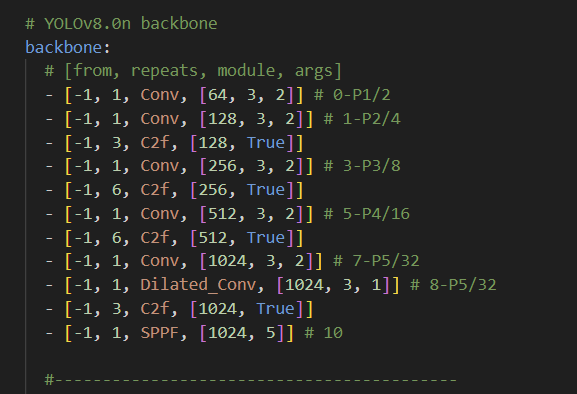 # YOLOv8.0n backbone
backbone:
# [from, repeats, module, args]
- [-1, 1, Conv, [64, 3, 2]] # 0-P1/2
- [-1, 1, Conv, [128, 3, 2]] # 1-P2/4
- [-1, 3, C2f, [128, True]]
- [-1, 1, Conv, [256, 3, 2]] # 3-P3/8
- [-1, 6, C2f, [256, True]]
- [-1, 1, Conv, [512, 3, 2]] # 5-P4/16
- [-1, 6, C2f, [512, True]]
- [-1, 1, Conv, [1024, 3, 2]] # 7-P5/32
- [-1, 1, Dilated_Conv, [1024, 3, 1]] # 8-P5/32
- [-1, 3, C2f, [1024, True]]
- [-1, 1, SPPF, [1024, 5]] # 10
#------------------------------------------